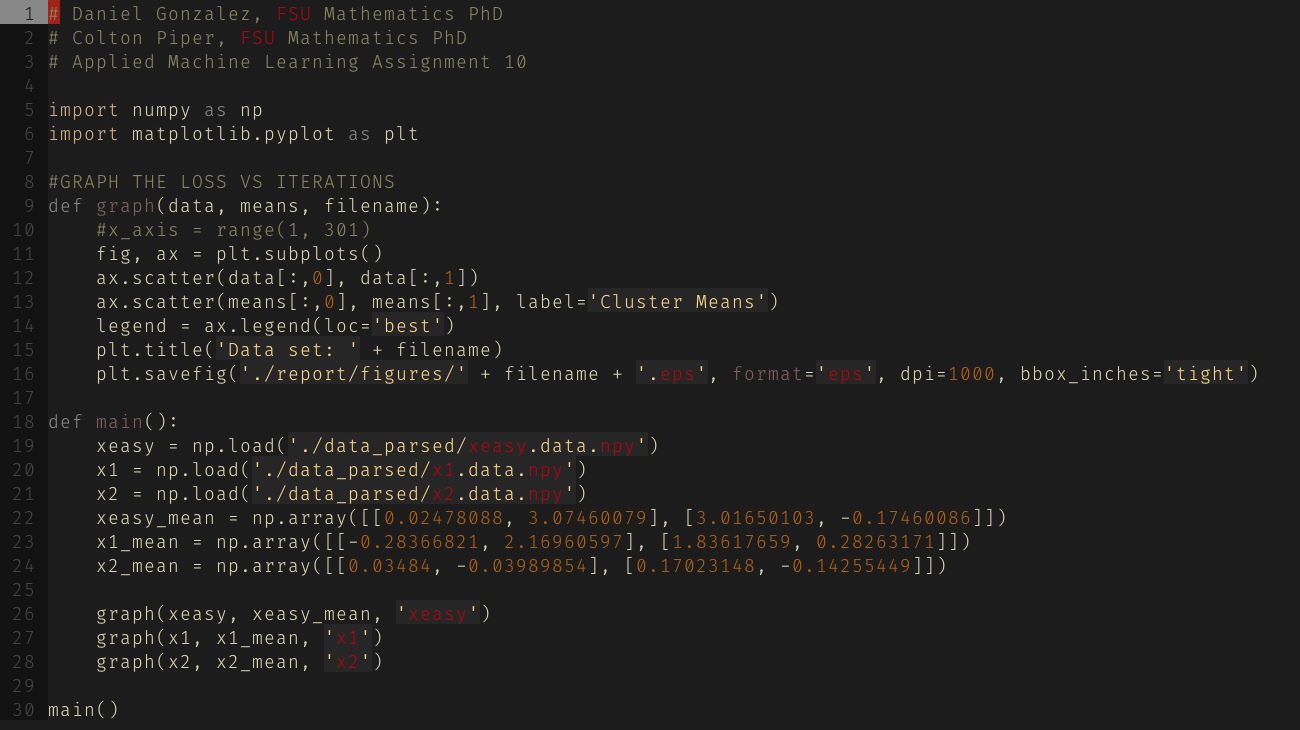 1 # Daniel Gonzalez, FSU Mathematics PhD
2 # Colton Piper, FSU Mathematics PhD
3 # Applied Machine Learning Assignment 10
4
5 import numpy as np
6 import matplotlib.pyplot as plt
7
8 #GRAPH THE LOSS VS ITERATIONS
9 def graph(data, means, filename):
10     #x_axis = range(1, 301)
11     fig, ax = plt.subplots()
12     ax.scatter(data[:,0], data[:,1])
13     ax.scatter(means[:,0], means[:,1], label='Cluster Means')
14     legend = ax.legend(loc='best')
15     plt.title('Data set: ' + filename)
16     plt.savefig('./report/figures/' + filename + '.eps', format='eps', dpi=1000, bbox_inches='tight')
17
18 def main():
19     xeasy = np.load('./data_parsed/xeasy.data.npy')
20     x1 = np.load('./data_parsed/x1.data.npy')
21     x2 = np.load('./data_parsed/x2.data.npy')
22     xeasy_mean = np.array([[0.02478088, 3.07460079], [3.01650103, -0.17460086]])
23     x1_mean = np.array([[-0.28366821, 2.16960597], [1.83617659, 0.28263171]])
24     x2_mean = np.array([[0.03484, -0.03989854], [0.17023148, -0.14255449]])
25
26     graph(xeasy, xeasy_mean, 'xeasy')
27     graph(x1, x1_mean, 'x1')
28     graph(x2, x2_mean, 'x2')
29
30 main()